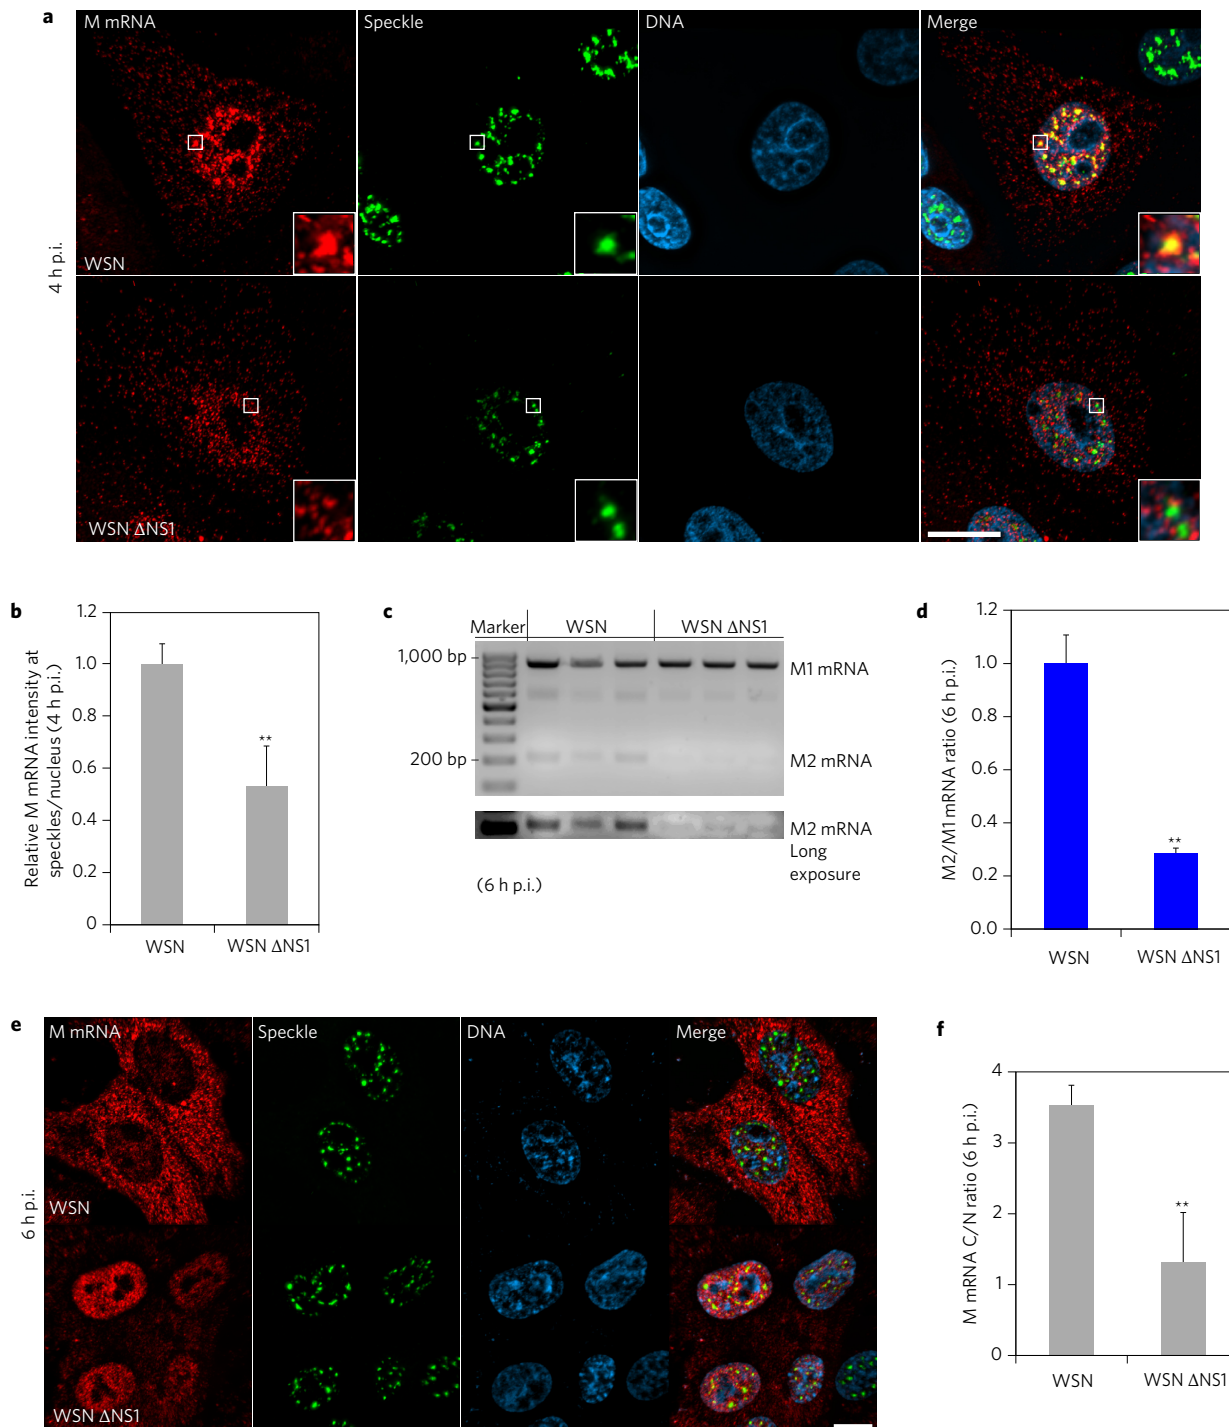 a
M mRNA
Speckle
DNA
Merge
4 h p.i.
WSN
WSN ΔNS1
b
Relative M mRNA intensity at
speckles/nucleus (4 h p.i.)
1.2
1.0
0.8
0.6
0.4
0.2
0
**
WSN
WSN ΔNS1
c
Marker
WSN
WSN ΔNS1
1,000 bp
M1 mRNA
200 bp
M2 mRNA
M2 mRNA
Long
exposure
(6 h p.i.)
d
M2/M1 mRNA ratio (6 h p.i.)
1.2
1.0
0.8
0.6
0.4
0.2
0.0
**
WSN
WSN ΔNS1
e
M mRNA
Speckle
DNA
Merge
6 h p.i.
WSN
WSN ΔNS1
f
M mRNA C/N ratio (6 h p.i.)
4
3
2
1
0
**
WSN
WSN ΔNS1